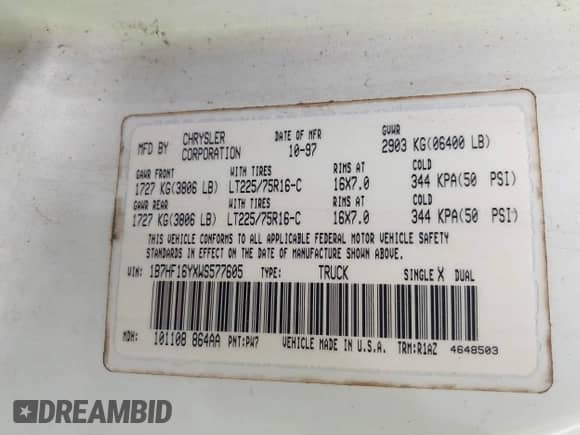 MFD BY CHRYSLER CORPORATION DATE OF MFR 10-97 GVWR 2903 KG(06400 LB)
GAWR FRONT WITH TIRES RIMS AT COLD
1727 KG(3806 LB) LT225/75R16-C 16X7.0 344 KPA(50 PSI)
GAWR REAR WITH TIRES RIMS AT COLD
1727 KG(3806 LB) LT225/75R16-C 16X7.0 344 KPA(50 PSI)
THIS VEHICLE CONFORMS TO ALL APPLICABLE FEDERAL MOTOR VEHICLE SAFETY
STANDARDS IN EFFECT ON THE DATE OF MANUFACTURE SHOWN ABOVE.
VIN: 1B7HF16YXWS577605 TYPE: TRUCK SINGLE X DUAL
MDH: 101108 864AA PNT:PW7 VEHICLE MADE IN U.S.A. TRM:R1AZ 4648503
DREAMBID